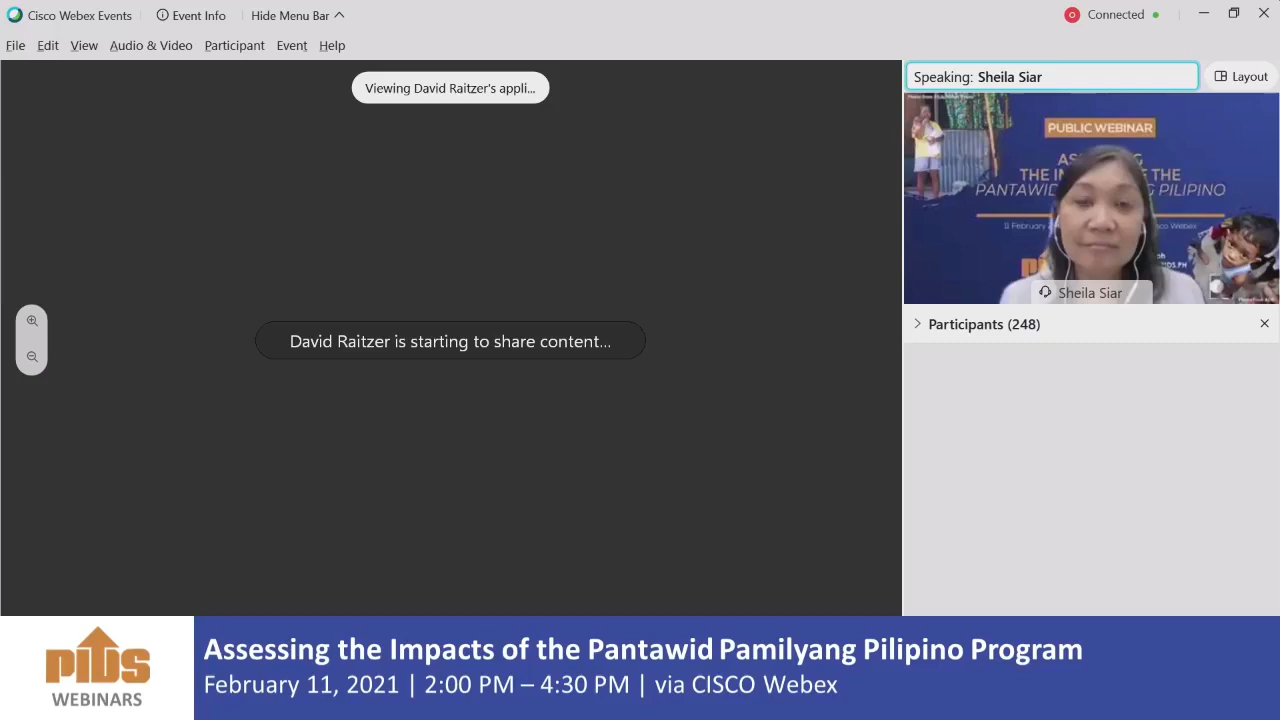 Cisco Webex Events
Event Info
Hide Menu Bar
Connected
File Edit View Audio & Video Participant Event Help
Viewing David Raitzer's appli...
Speaking: Sheila Siar
Layout
PUBLIC WEBINAR
THE
PANTAWID
PILIPINO
Sheila Siar
Participants (248)
David Raitzer is starting to share content...
PIDS
WEBINARS
Assessing the Impacts of the Pantawid Pamilyang Pilipino Program
February 11, 2021 | 2:00 PM – 4:30 PM | via CISCO Webex